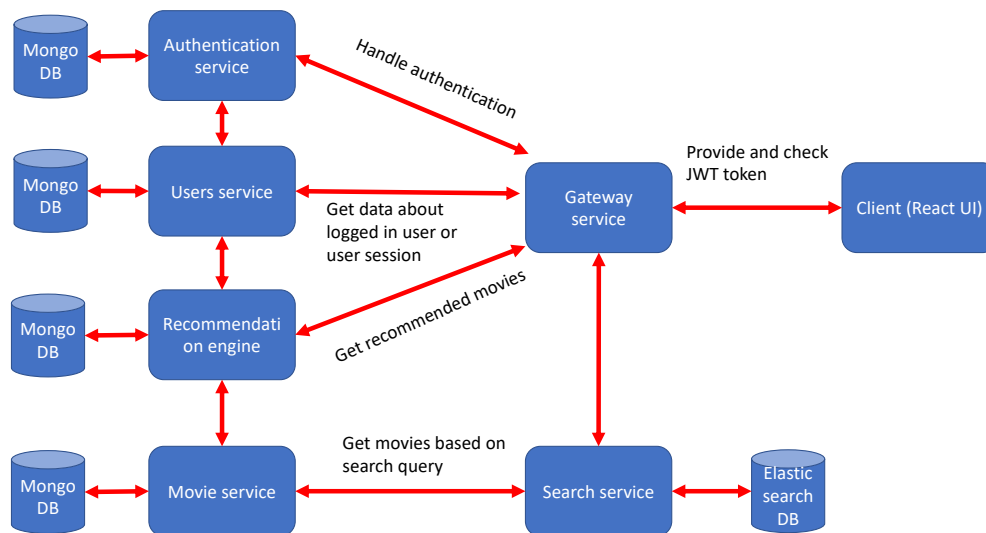 Mongo
DB
Authentication
service
Handle authentication
Mongo
DB
Users service
Get data about
logged in user or
user session
Gateway
service
Provide and check
JWT token
Client (React UI)
Mongo
DB
Recommendati
on engine
Get recommended movies
Mongo
DB
Movie service
Get movies based on
search query
Search service
Elastic
search
DB